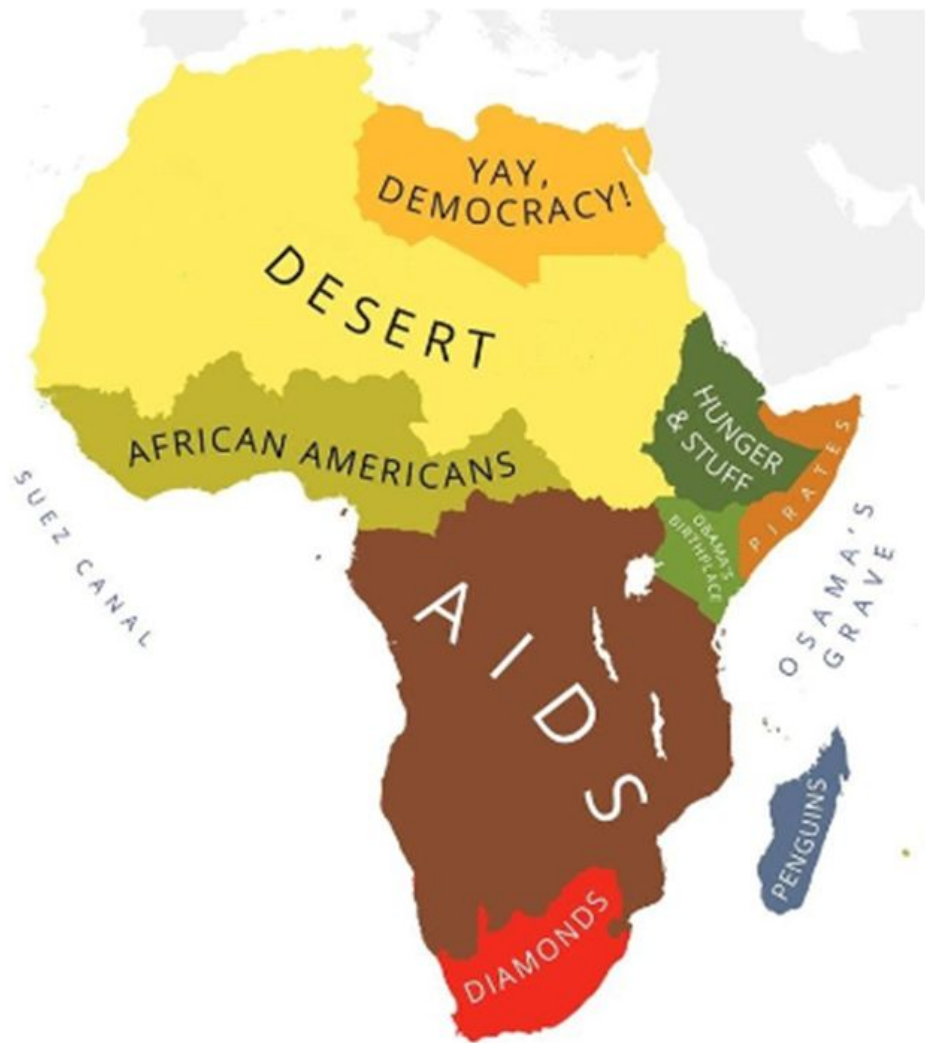 YAY,
DEMOCRACY!
DESERT
HUNGER
& STUFF
PIRATES
AFRICAN AMERICANS
SUEZ CANAL
OBAMA'S
BIRTHPLACE
OSAMA'S
GRAVE
AIDS
PENGUINS
DIAMONDS